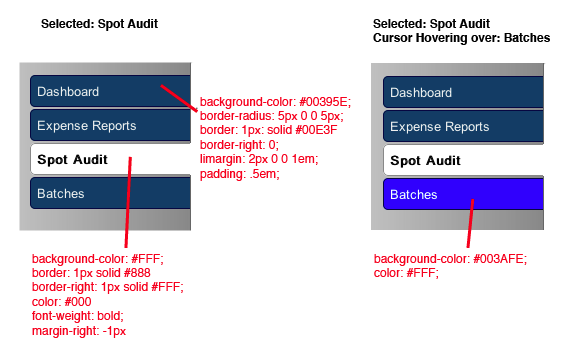 Selected: Spot Audit
Dashboard
Expense Reports
Spot Audit
Batches
background-color: #00395E;
border-radius: 5px 0 0 5px;
border: 1px: solid #00E3F
border-right: 0;
limargin: 2px 0 0 1em;
padding: .5em;
background-color: #FFF;
border: 1px solid #888
border-right: 1px solid #FFF;
color: #000
font-weight: bold;
margin-right: -1px
Selected: Spot Audit
Cursor Hovering over: Batches
Dashboard
Expense Reports
Spot Audit
Batches
background-color: #003AFE;
color: #FFF;